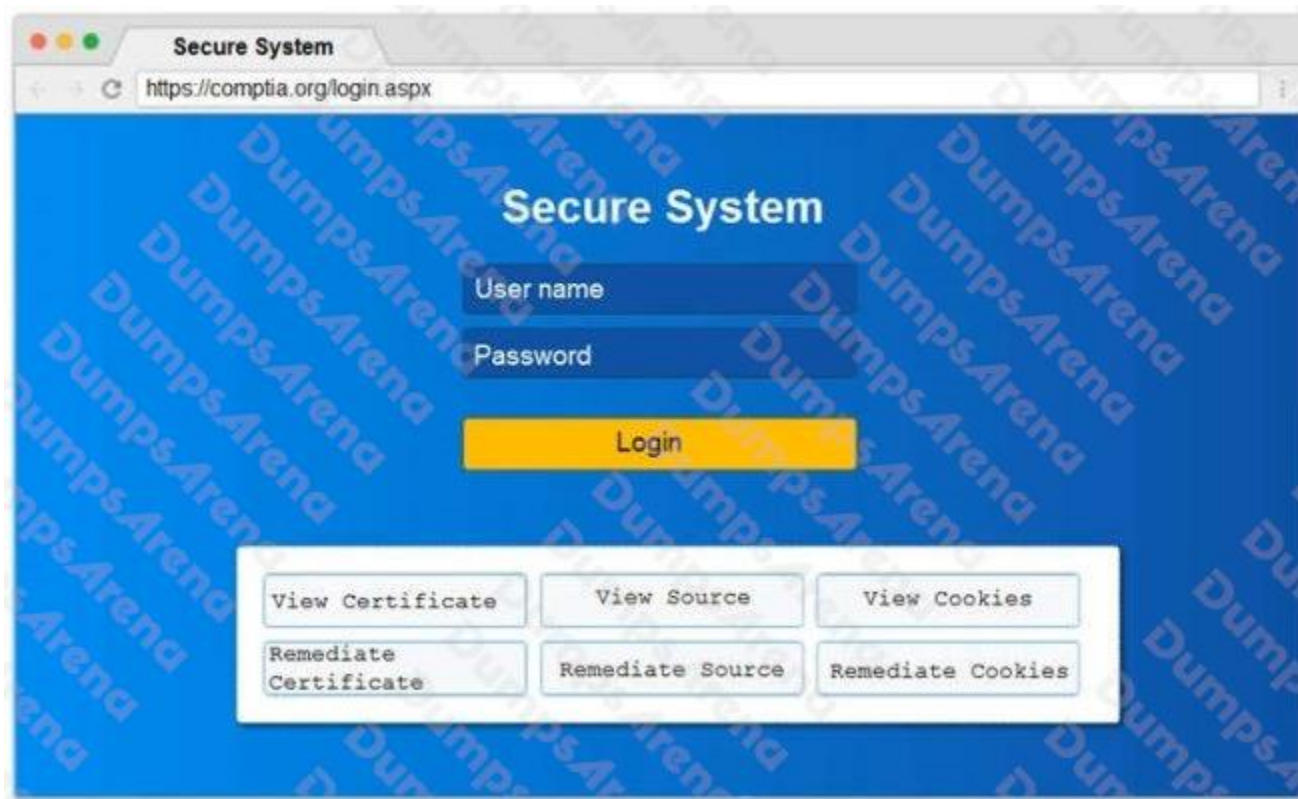 Secure System
https://comptia.org/login.aspx
Secure System
User name
Password
Login
View Certificate
View Source
View Cookies
Remediate Certificate
Remediate Source
Remediate Cookies
DumpsArena